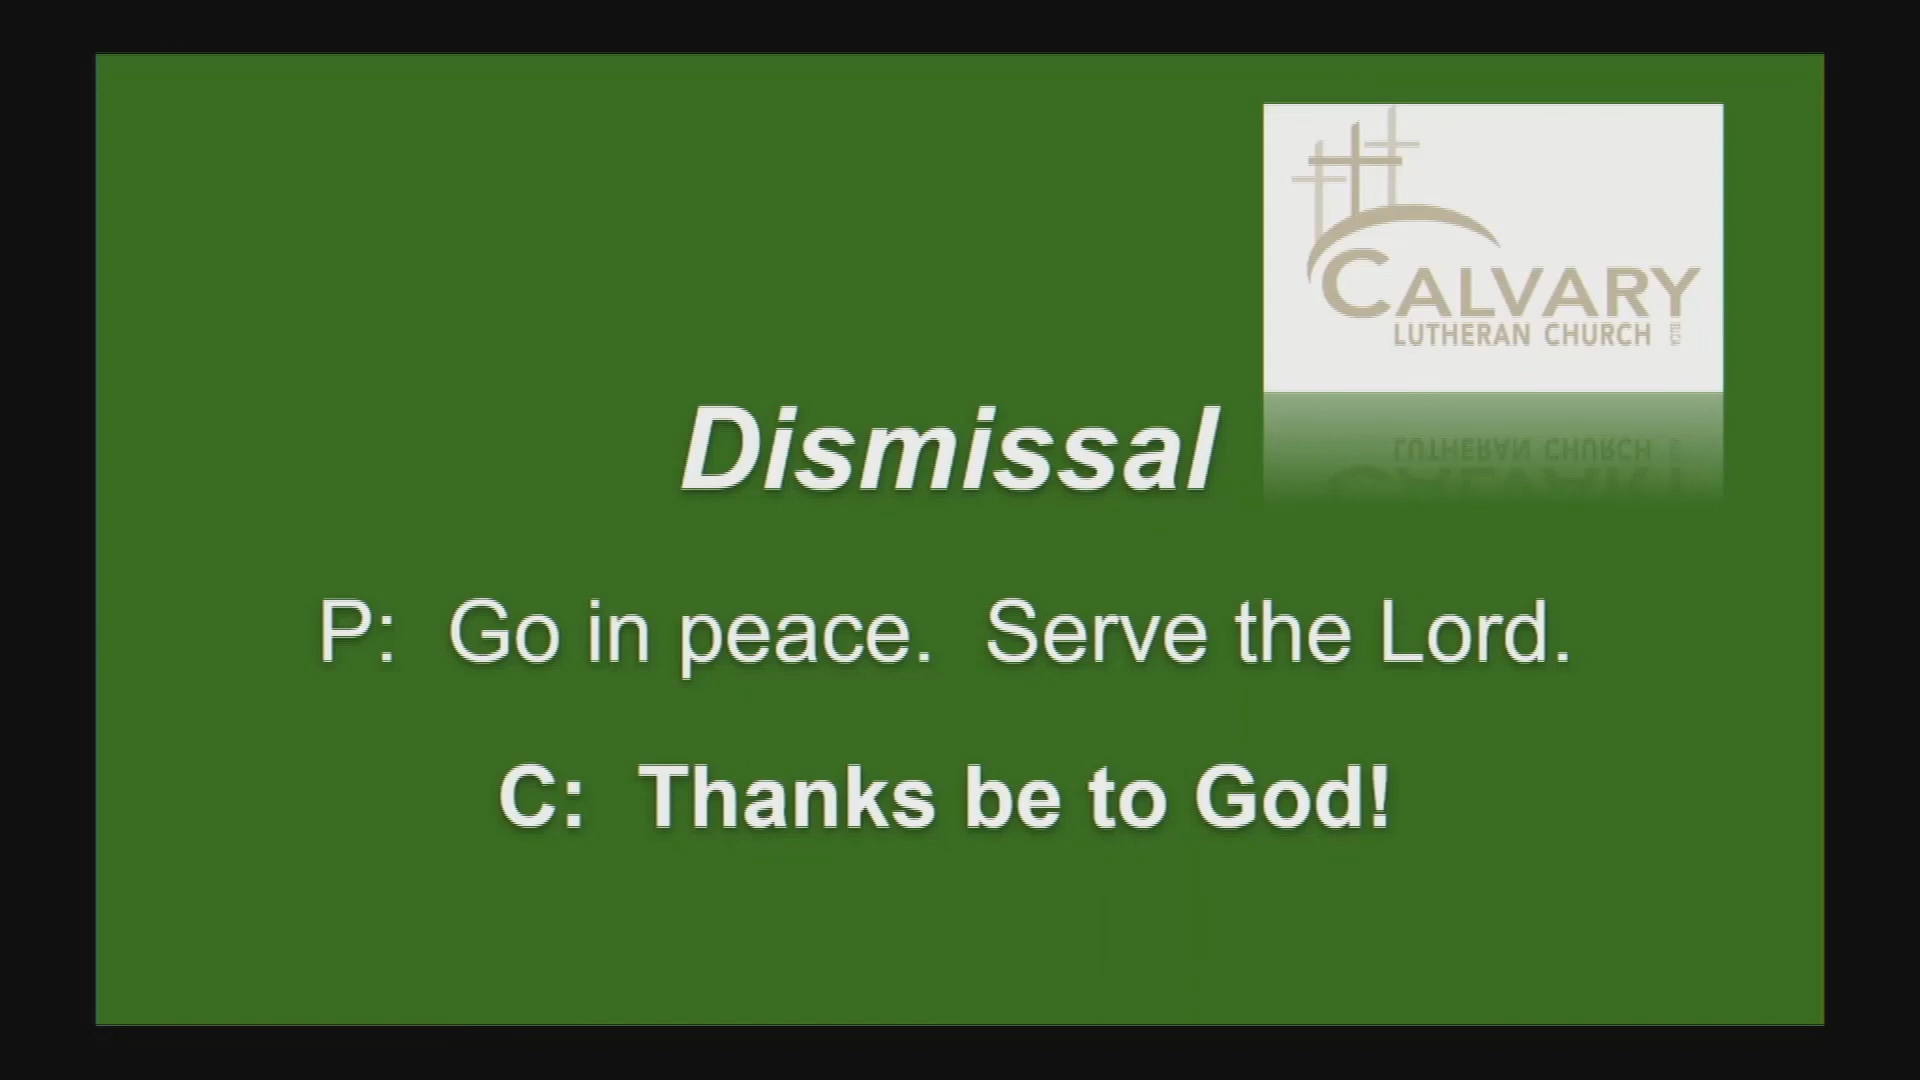 CALVARY
LUTHERAN CHURCH
Dismissal
P:  Go in peace.  Serve the Lord.
C:  Thanks be to God!